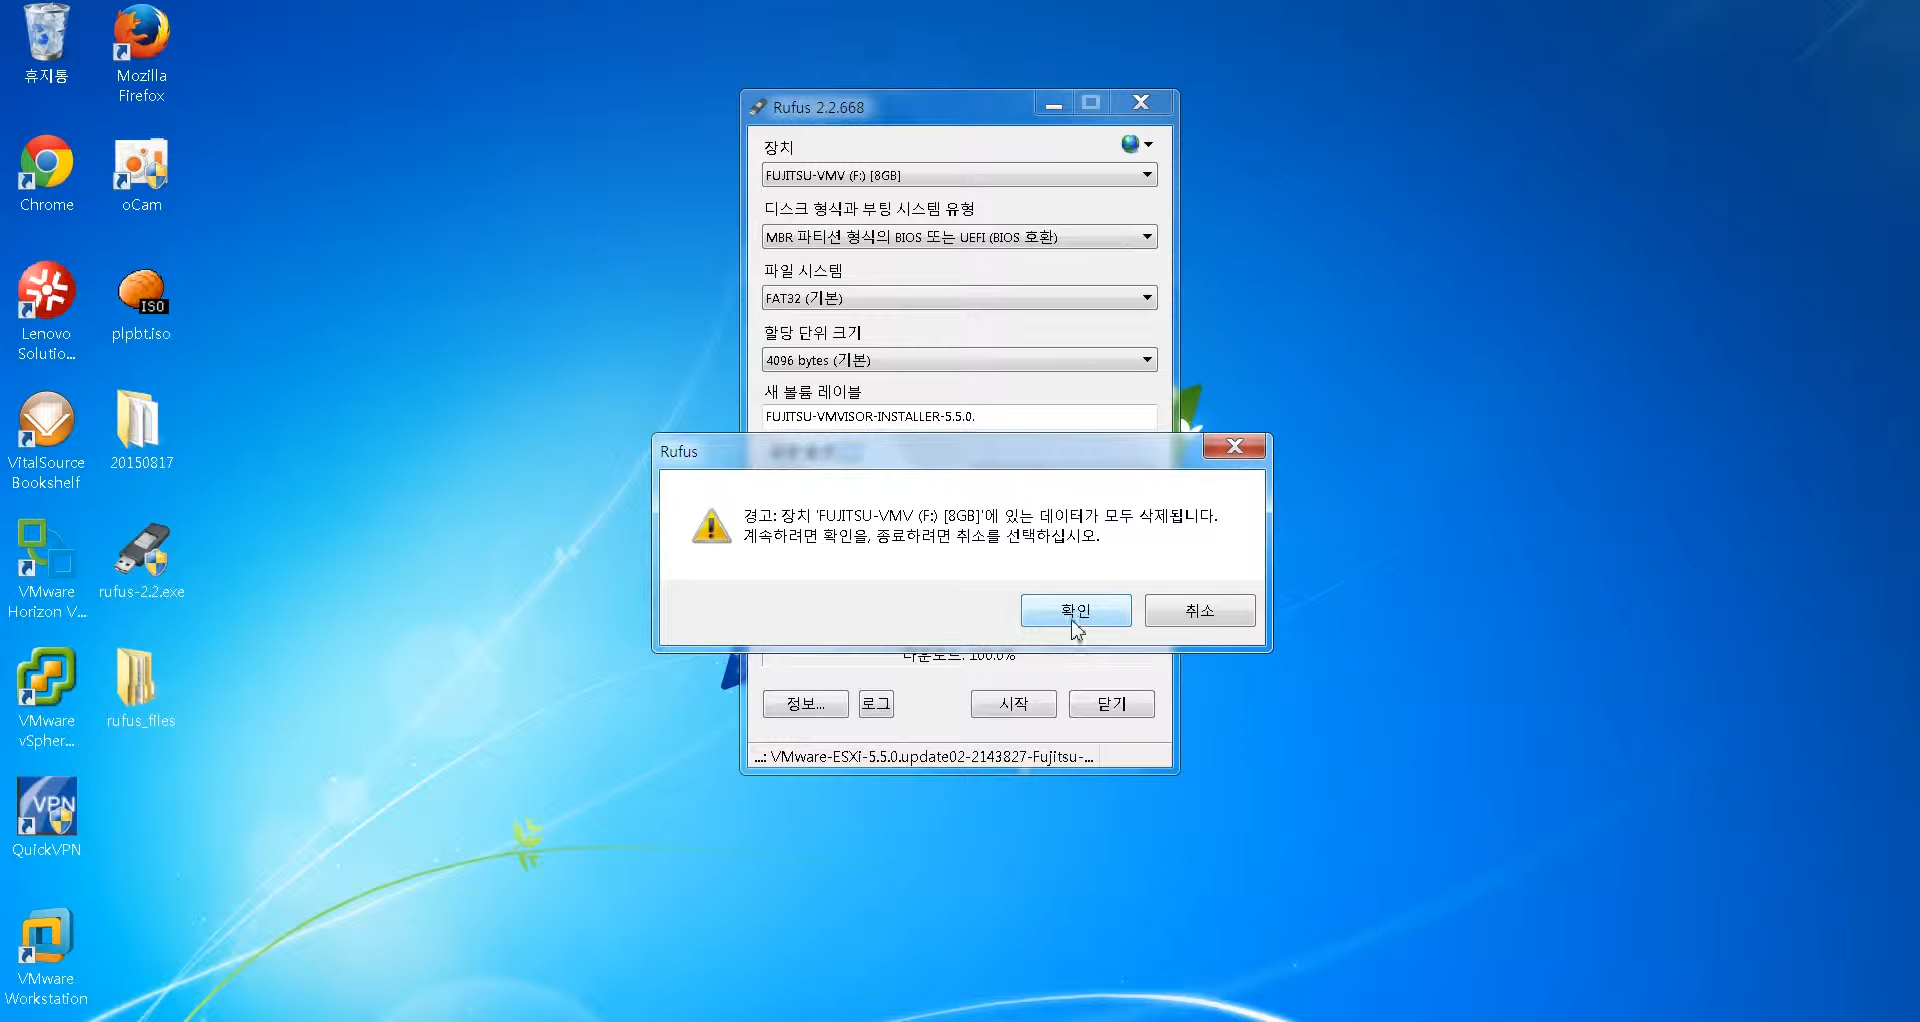 휴지통
Mozilla
Firefox
Chrome
oCam
Lenovo
Solutio...
ISO
plpbt.iso
VitalSource
Bookshelf
20150817
VMware
Horizon V...
rufus-2.2.exe
VMware
vSpher...
rufus_files
VPN
QuickVPN
VMware
Workstation
Rufus 2.2.668
장치
FUJITSU-VMV (F:) [8GB]
디스크 형식과 부팅 시스템 유형
MBR 파티션 형식의 BIOS 또는 UEFI (BIOS 호환)
파일 시스템
FAT32 (기본)
할당 단위 크기
4096 bytes (기본)
새 볼륨 레이블
FUJITSU-VMVISOR-INSTALLER-5.5.0.
Rufus
경고: 장치 'FUJITSU-VMV (F:) [8GB]'에 있는 데이터가 모두 삭제됩니다.
계속하려면 확인을, 종료하려면 취소를 선택하십시오.
확인
취소
다운로드: 100.0%
정보...
로그
시작
닫기
...: VMware-ESXi-5.5.0.update02-2143827-Fujitsu-...